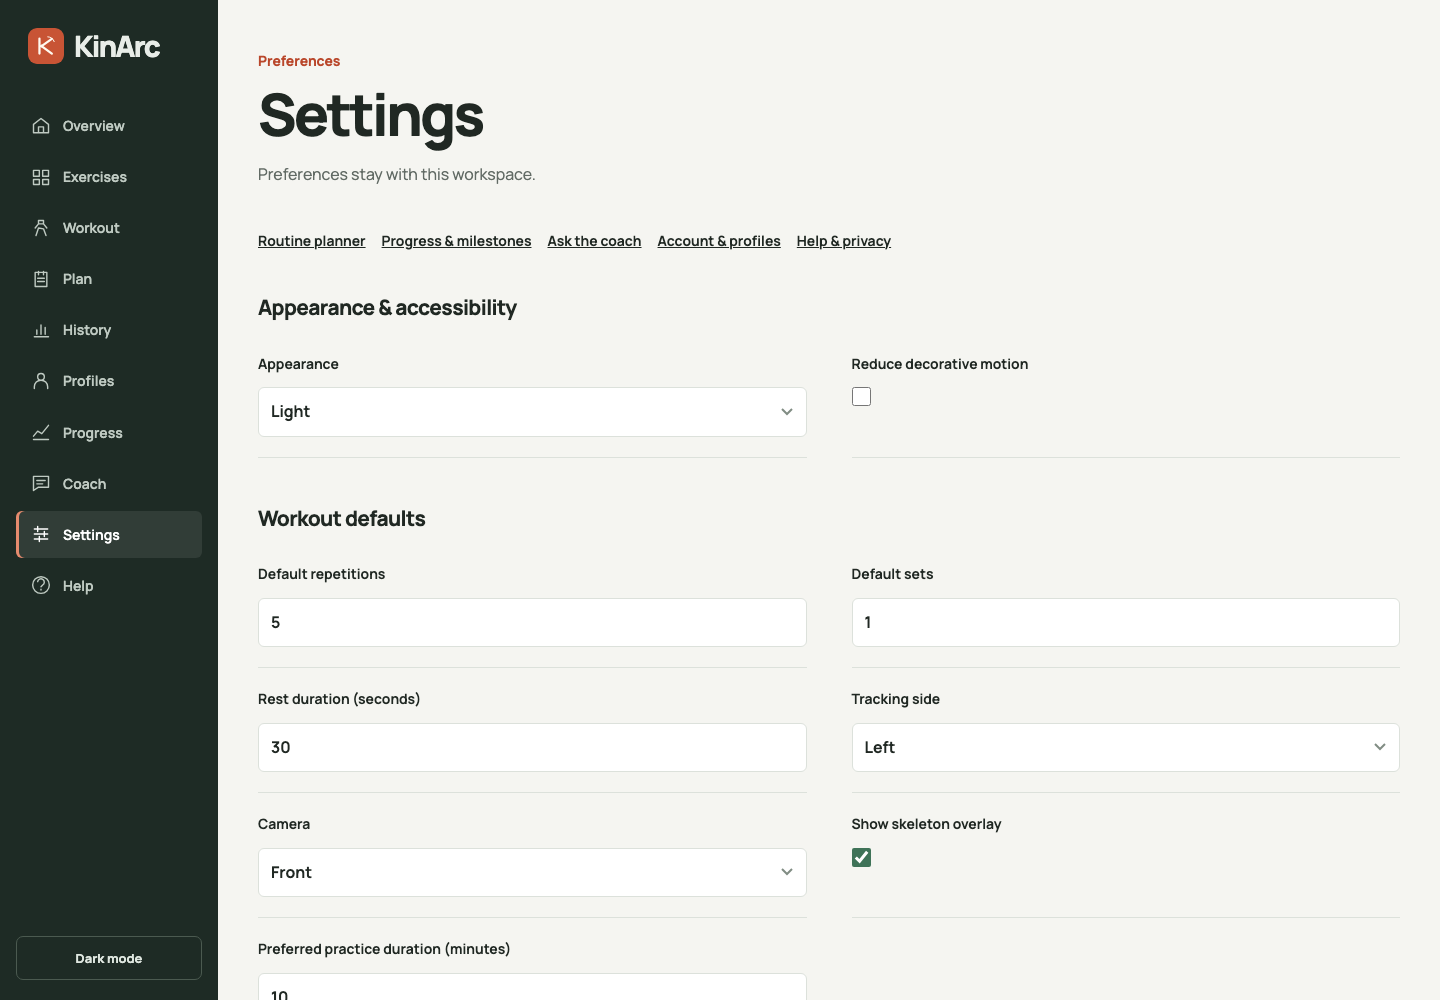 KinArc
Overview
Exercises
Workout
Plan
History
Profiles
Progress
Coach
Settings
Help
Dark mode
Preferences
Settings
Preferences stay with this workspace.
Routine planner Progress & milestones Ask the coach Account & profiles Help & privacy
Appearance & accessibility
Appearance
Light
Reduce decorative motion
Workout defaults
Default repetitions
5
Default sets
1
Rest duration (seconds)
30
Tracking side
Left
Camera
Front
Show skeleton overlay
Preferred practice duration (minutes)
10